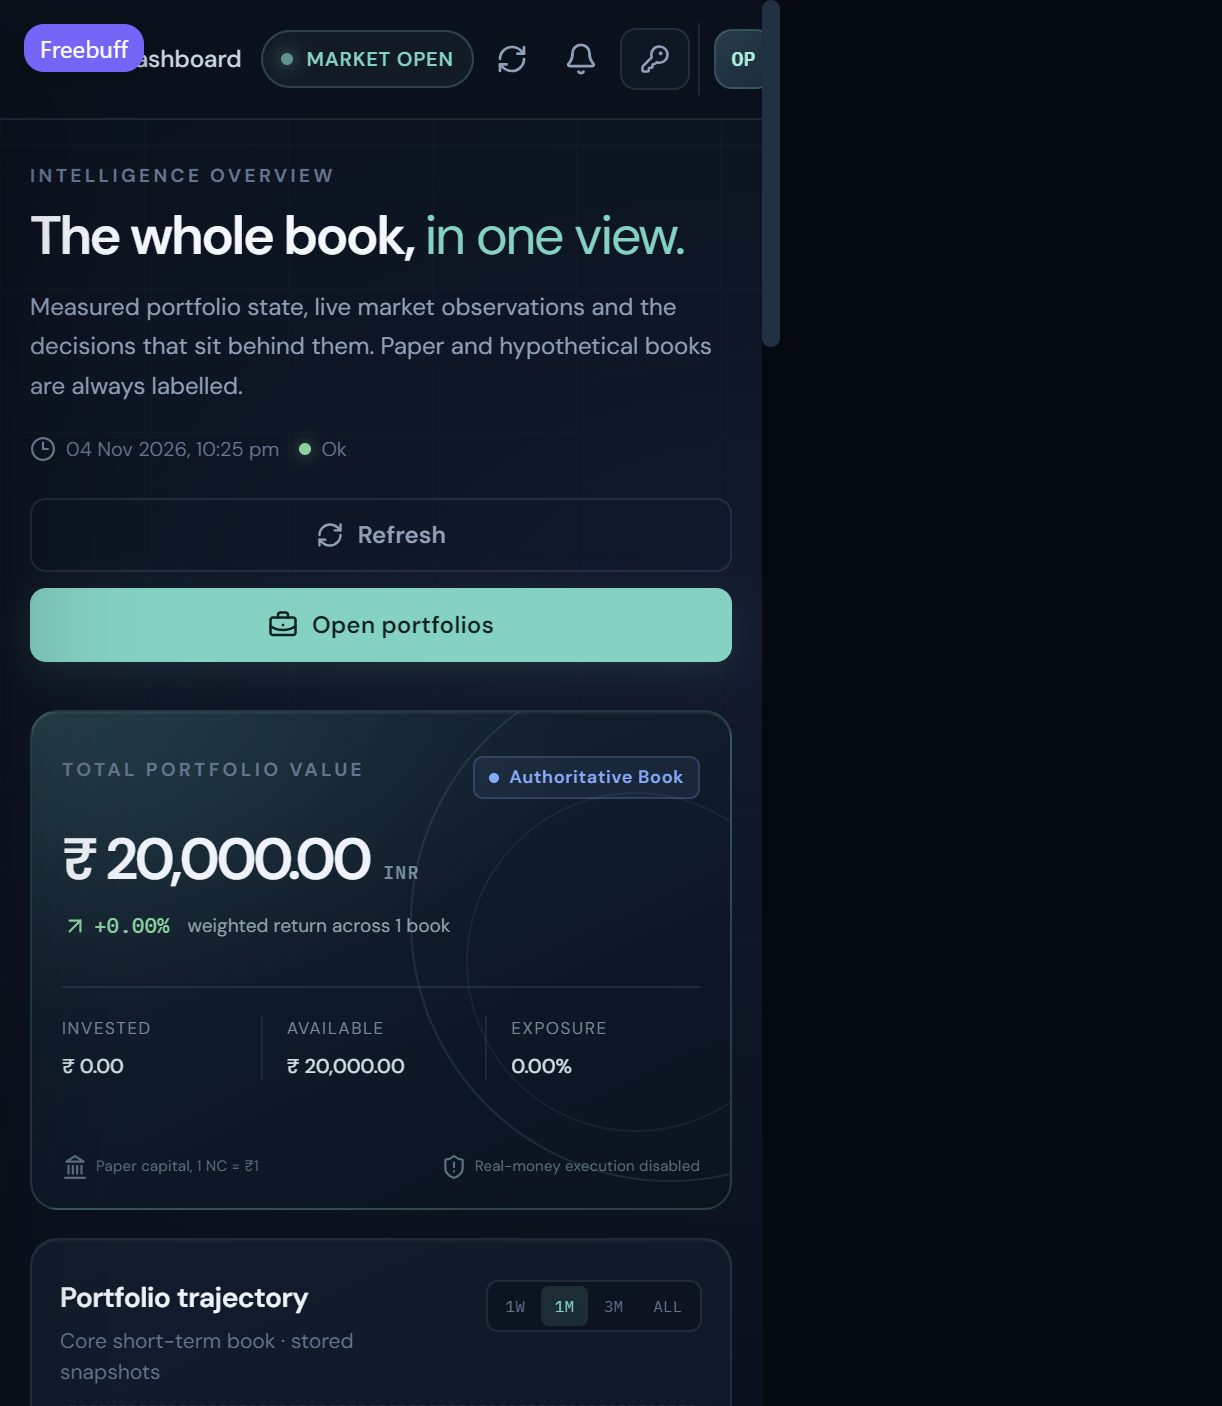 Freebuff
ashboard
MARKET OPEN
OP
INTELLIGENCE OVERVIEW
The whole book, in one view.
Measured portfolio state, live market observations and the
decisions that sit behind them. Paper and hypothetical books
are always labelled.
04 Nov 2026, 10:25 pm
Ok
Refresh
Open portfolios
TOTAL PORTFOLIO VALUE
Authoritative Book
₹ 20,000.00 INR
+0.00% weighted return across 1 book
INVESTED
AVAILABLE
EXPOSURE
₹ 0.00
₹ 20,000.00
0.00%
Paper capital, 1 NC = ₹1
Real-money execution disabled
Portfolio trajectory
1W 1M 3M ALL
Core short-term book · stored
snapshots